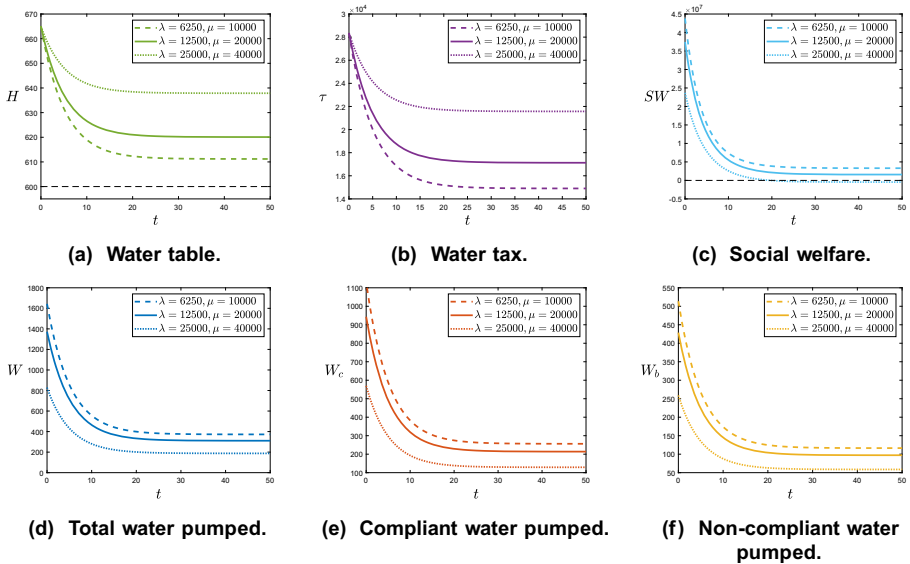 670
660
650
640
630
620
610
600
H
0
10
20
30
40
50
t
λ = 6250, μ = 10000
λ = 12500, μ = 20000
λ = 25000, μ = 40000
(a) Water table.
3 ×10⁴
2.8
2.6
2.4
2.2
2
1.8
1.6
1.4
τ
0
5
10
15
20
25
30
35
40
45
50
t
λ = 6250, μ = 10000
λ = 12500, μ = 20000
λ = 25000, μ = 40000
(b) Water tax.
4.5 ×10⁷
4
3.5
3
2.5
2
1.5
1
0.5
0
-0.5
SW
0
10
20
30
40
50
t
λ = 6250, μ = 10000
λ = 12500, μ = 20000
λ = 25000, μ = 40000
(c) Social welfare.
1800
1600
1400
1200
1000
800
600
400
200
0
W
0
10
20
30
40
50
t
λ = 6250, μ = 10000
λ = 12500, μ = 20000
λ = 25000, μ = 40000
(d) Total water pumped.
1100
1000
900
800
700
600
500
400
300
200
100
W_c
0
10
20
30
40
50
t
λ = 6250, μ = 10000
λ = 12500, μ = 20000
λ = 25000, μ = 40000
(e) Compliant water pumped.
550
500
450
400
350
300
250
200
150
100
50
W_b
0
10
20
30
40
50
t
λ = 6250, μ = 10000
λ = 12500, μ = 20000
λ = 25000, μ = 40000
(f) Non-compliant water
pumped.